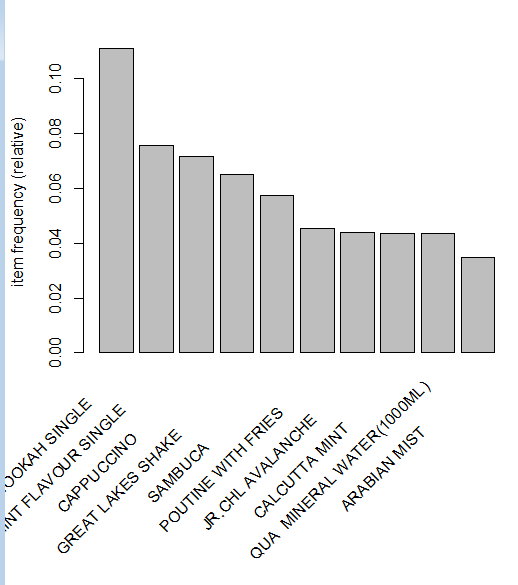 item frequency (relative)
0.10
0.08
0.06
0.04
0.02
0.00
OOKAH SINGLE
INT FLAVOUR SINGLE
CAPPUCCINO
GREAT LAKES SHAKE
SAMBUCA
POUTINE WITH FRIES
JR. CHL AVALANCHE
CALCUTTA MINT
QUA  MINERAL WATER(1000ML)
ARABIAN MIST